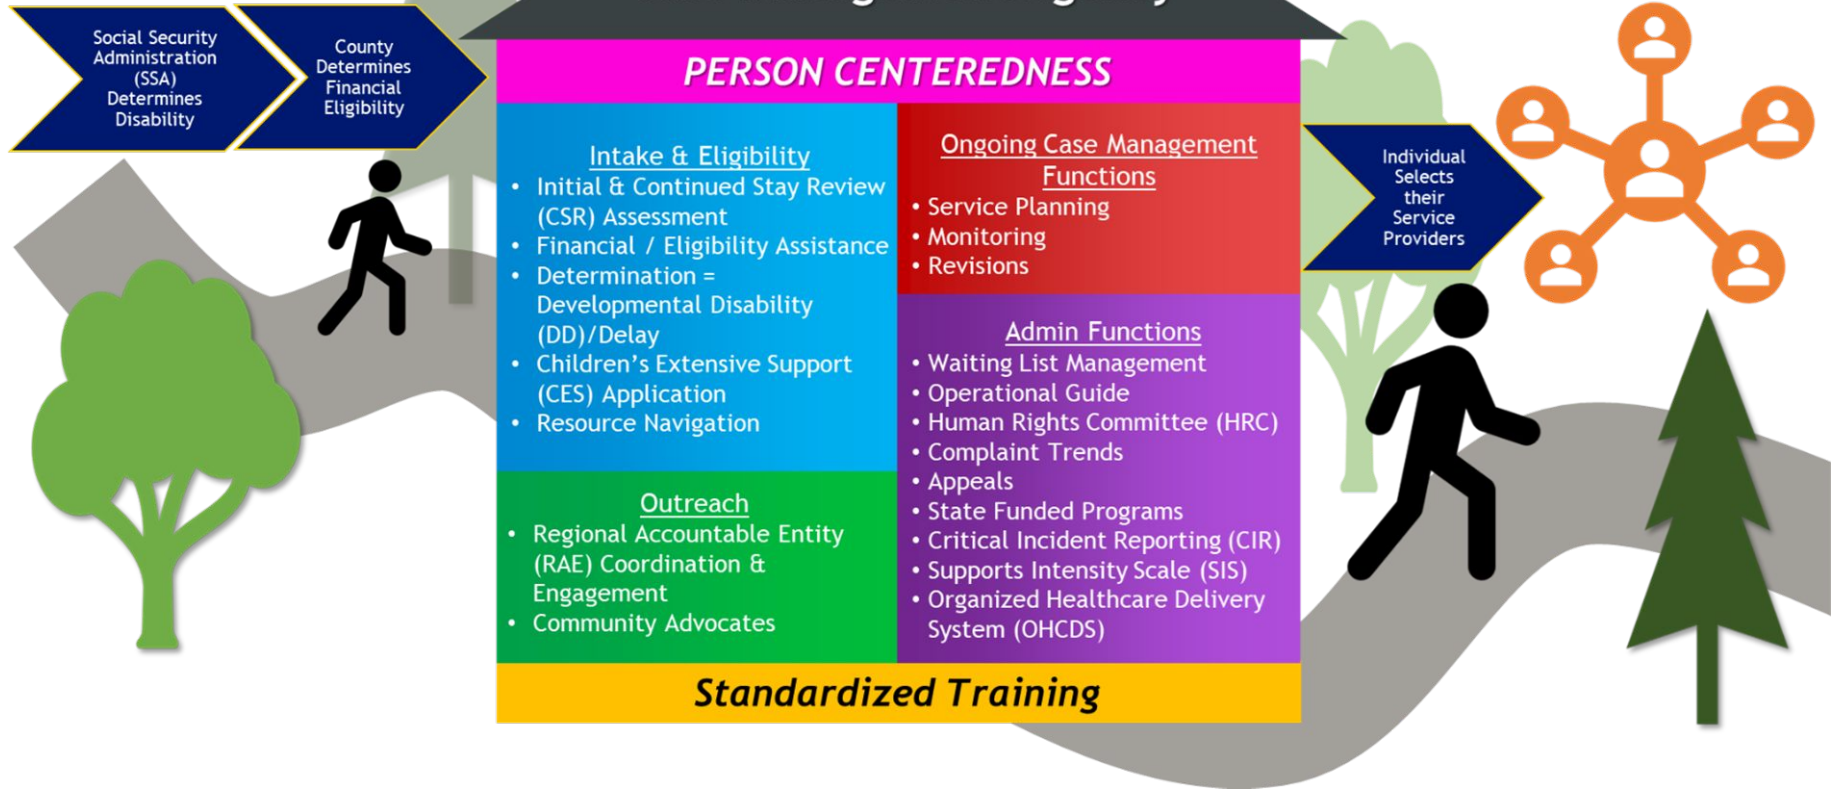 Social Security
Administration
(SSA)
Determines
Disability
County
Determines
Financial
Eligibility
PERSON CENTEREDNESS
Intake & Eligibility
• Initial & Continued Stay Review
(CSR) Assessment
• Financial / Eligibility Assistance
• Determination =
Developmental Disability
(DD)/Delay
• Children's Extensive Support
(CES) Application
• Resource Navigation
Outreach
• Regional Accountable Entity
(RAE) Coordination &
Engagement
• Community Advocates
Ongoing Case Management
Functions
• Service Planning
• Monitoring
• Revisions
Admin Functions
• Waiting List Management
• Operational Guide
• Human Rights Committee (HRC)
• Complaint Trends
• Appeals
• State Funded Programs
• Critical Incident Reporting (CIR)
• Supports Intensity Scale (SIS)
• Organized Healthcare Delivery
System (OHCDS)
Standardized Training
Individual
Selects
their
Service
Providers